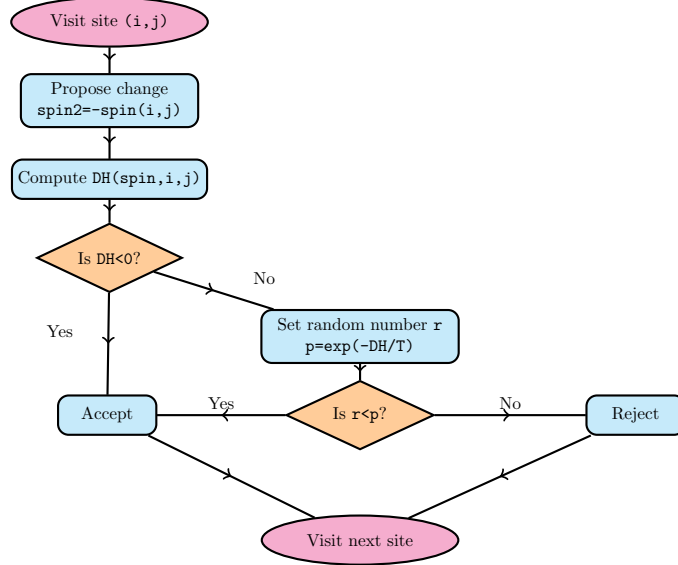 Visit site (i,j)
Propose change
spin2=-spin(i,j)
Compute DH(spin,i,j)
Is DH<0?
No
Set random number r
p=exp(-DH/T)
Yes
Accept
Yes
Is r<p?
No
Reject
Visit next site